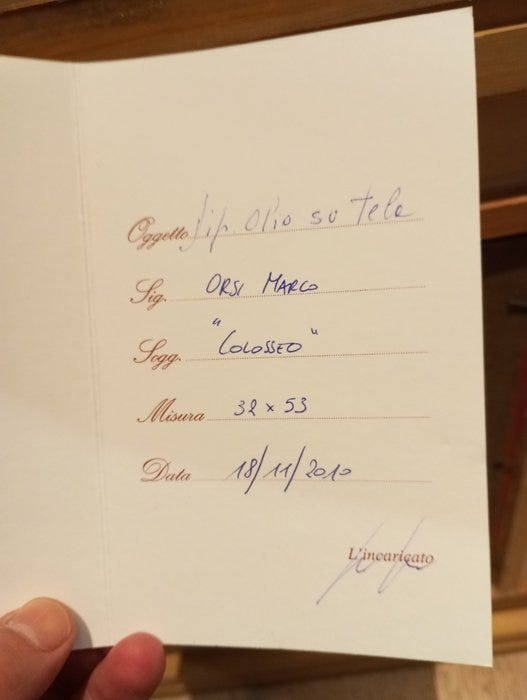 Oggetto Dip. Olio su tela
Sig. ORSI MARCO
Sogg. "COLOSSEO"
Misura 32 x 53
Data 18/11/2010
L'incaricato